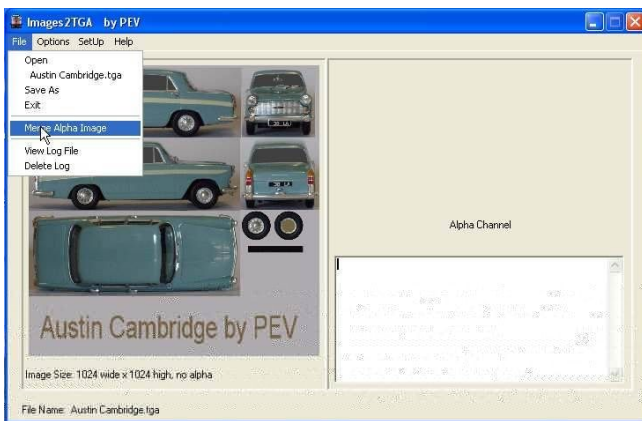 Images2TGA by PEV
File Options SetUp Help
Open
Austin Cambridge.tga
Save As
Exit
Merge Alpha Image
View Log File
Delete Log
Alpha Channel
Austin Cambridge by PEV
Image Size: 1024 wide x 1024 high, no alpha
File Name: Austin Cambridge.tga